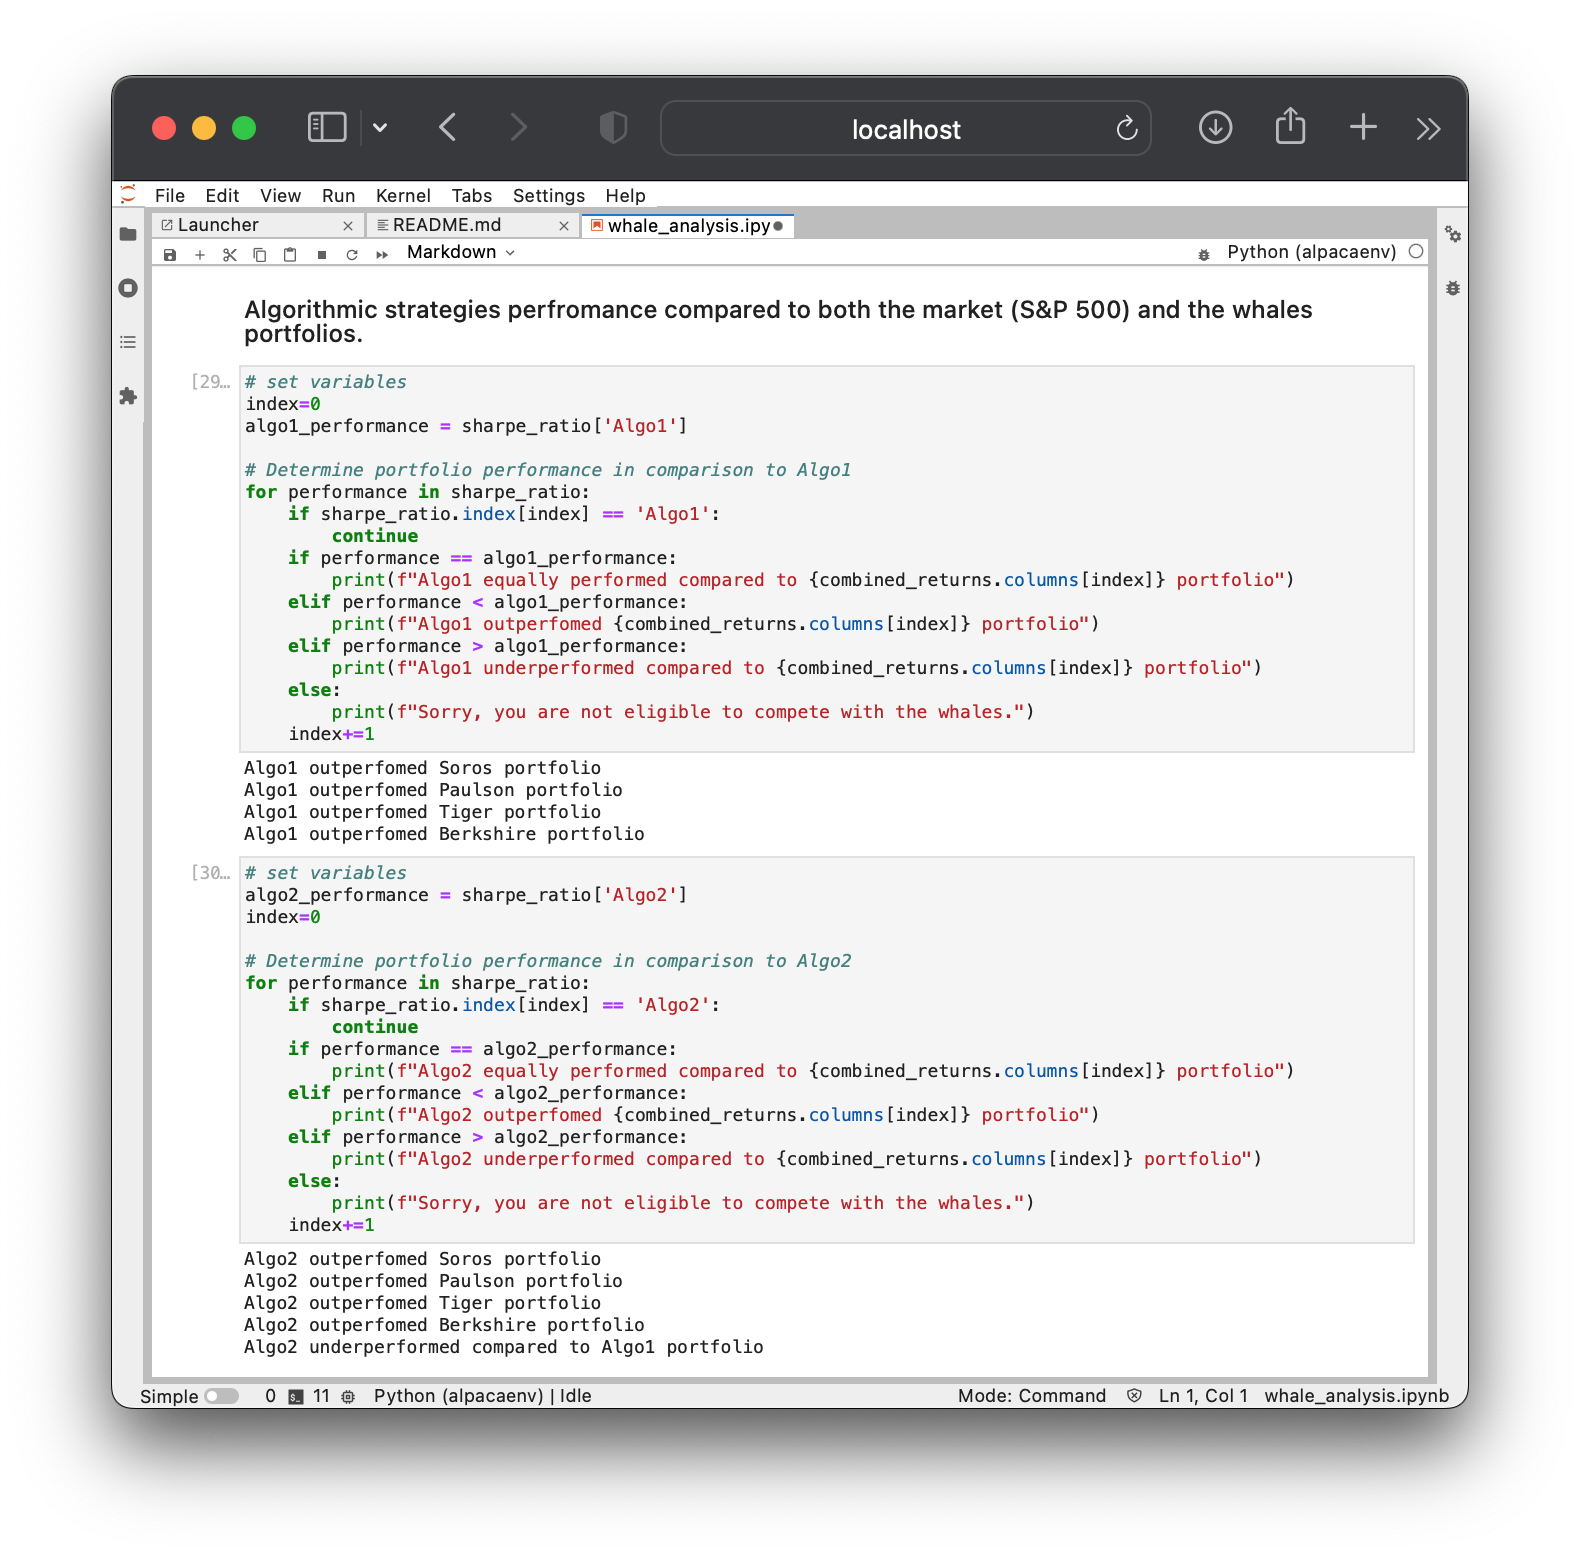 localhost
File Edit View Run Kernel Tabs Settings Help
Launcher README.md whale_analysis.ipy
Markdown Python (alpacaenv)
Algorithmic strategies perfromance compared to both the market (S&P 500) and the whales
portfolios.
[29… # set variables
index=0
algo1_performance = sharpe_ratio['Algo1']
# Determine portfolio performance in comparison to Algo1
for performance in sharpe_ratio:
if sharpe_ratio.index[index] == 'Algo1':
continue
if performance == algo1_performance:
print(f"Algo1 equally performed compared to {combined_returns.columns[index]} portfolio")
elif performance < algo1_performance:
print(f"Algo1 outperfomed {combined_returns.columns[index]} portfolio")
elif performance > algo1_performance:
print(f"Algo1 underperformed compared to {combined_returns.columns[index]} portfolio")
else:
print(f"Sorry, you are not eligible to compete with the whales.")
index+=1
Algo1 outperfomed Soros portfolio
Algo1 outperfomed Paulson portfolio
Algo1 outperfomed Tiger portfolio
Algo1 outperfomed Berkshire portfolio
[30… # set variables
algo2_performance = sharpe_ratio['Algo2']
index=0
# Determine portfolio performance in comparison to Algo2
for performance in sharpe_ratio:
if sharpe_ratio.index[index] == 'Algo2':
continue
if performance == algo2_performance:
print(f"Algo2 equally performed compared to {combined_returns.columns[index]} portfolio")
elif performance < algo2_performance:
print(f"Algo2 outperfomed {combined_returns.columns[index]} portfolio")
elif performance > algo2_performance:
print(f"Algo2 underperformed compared to {combined_returns.columns[index]} portfolio")
else:
print(f"Sorry, you are not eligible to compete with the whales.")
index+=1
Algo2 outperfomed Soros portfolio
Algo2 outperfomed Paulson portfolio
Algo2 outperfomed Tiger portfolio
Algo2 outperfomed Berkshire portfolio
Algo2 underperformed compared to Algo1 portfolio
Simple 0 11 Python (alpacaenv) | Idle Mode: Command Ln 1, Col 1 whale_analysis.ipynb